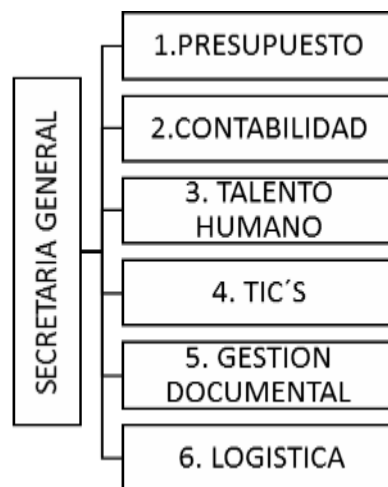 SECRETARIA GENERAL
1.PRESUPUESTO
2.CONTABILIDAD
3. TALENTO
HUMANO
4. TIC´S
5. GESTION
DOCUMENTAL
6. LOGISTICA